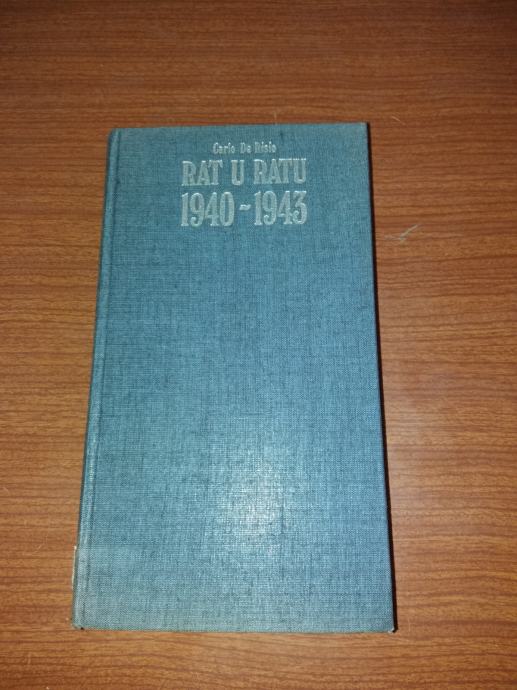 Carlo De Risio
RAT U RATU
1940-1943